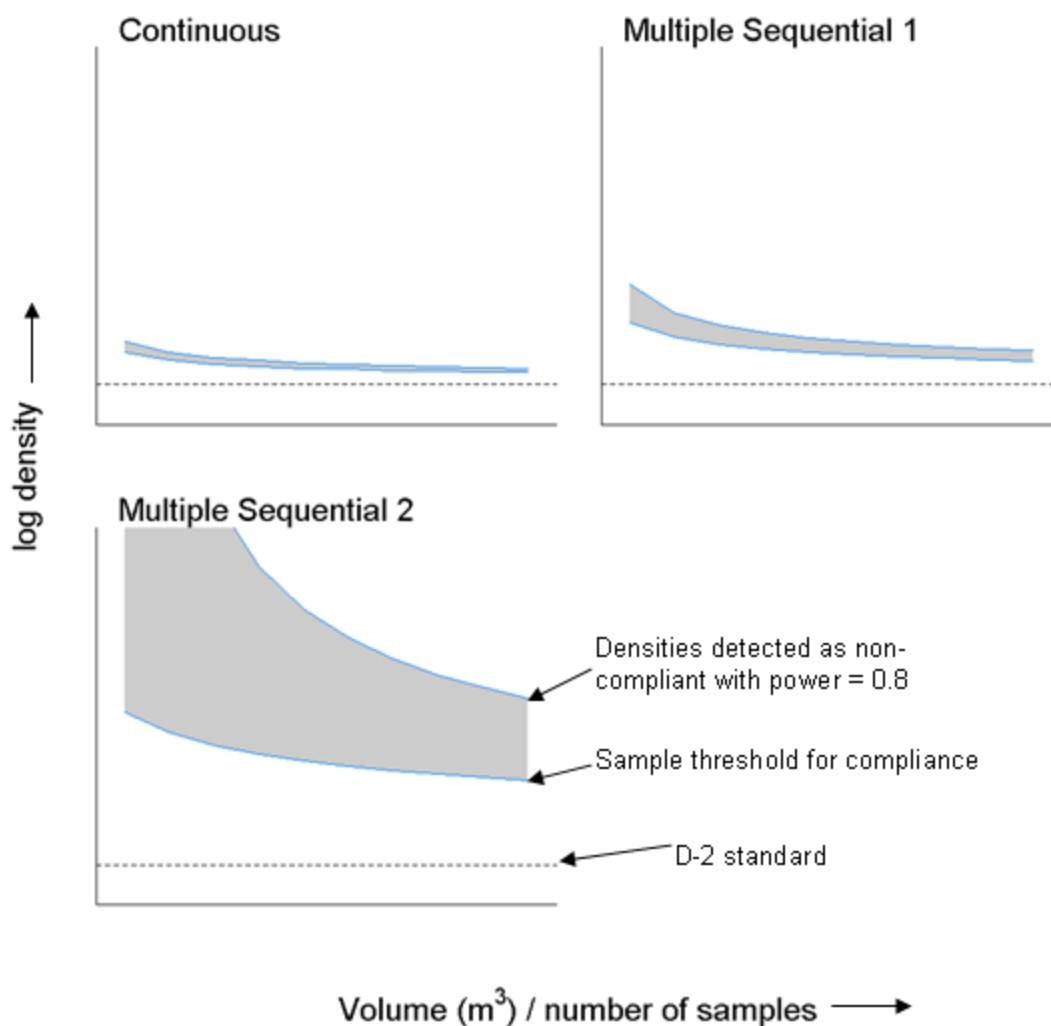 Continuous
Multiple Sequential 1
log density
Multiple Sequential 2
Densities detected as non-
compliant with power = 0.8
Sample threshold for compliance
D-2 standard
Volume (m³) / number of samples